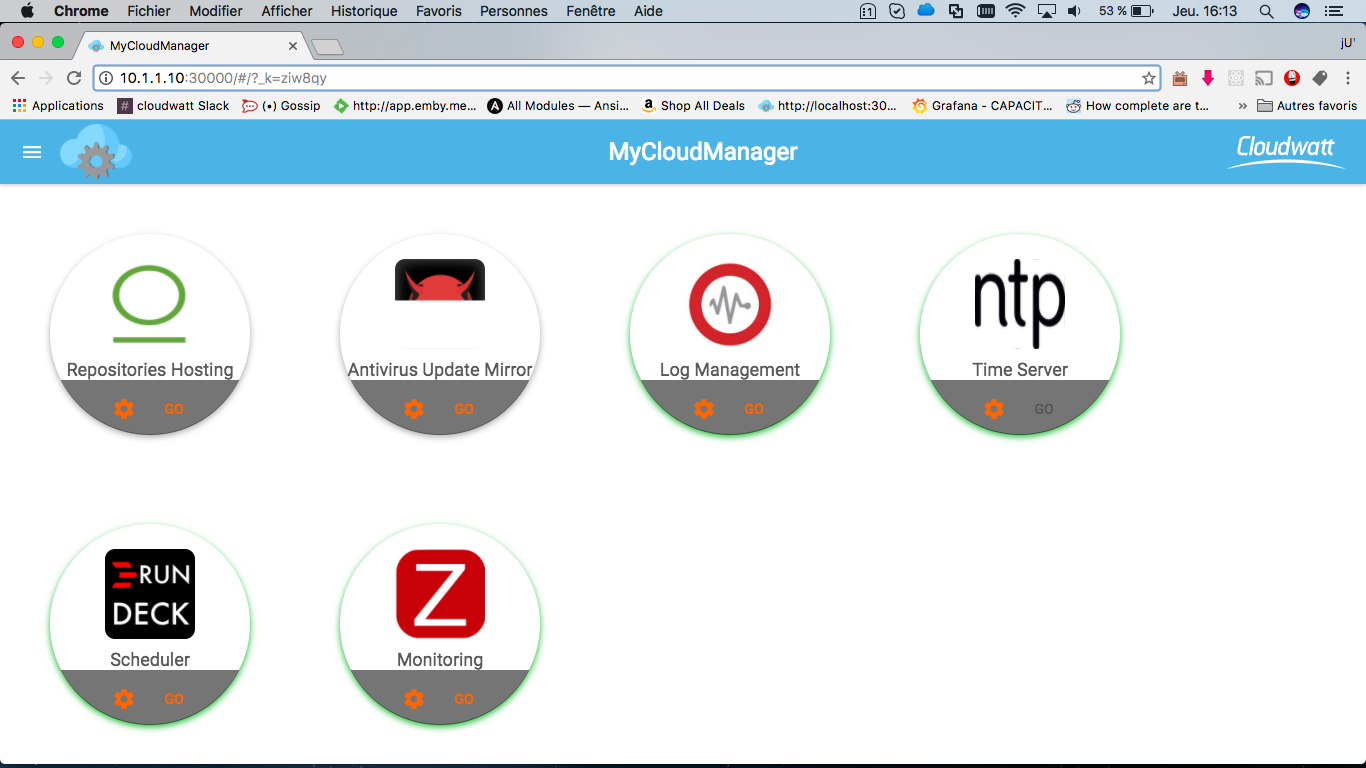 Chrome Fichier Modifier Afficher Historique Favoris Personnes Fenêtre Aide 53 % Jeu. 16:13
MyCloudManager
10.1.1.10:30000/#/?_k=ziw8qy
Applications # cloudwatt Slack (•) Gossip http://app.emby.me... A All Modules — Ansi... a Shop All Deals http://localhost:30... Grafana - CAPACIT... How complete are t... » Autres favoris
MyCloudManager Cloudwatt
ntp
Repositories Hosting Antivirus Update Mirror Log Management Time Server
GO GO GO GO
RUN
DECK Z
Scheduler Monitoring
GO GO